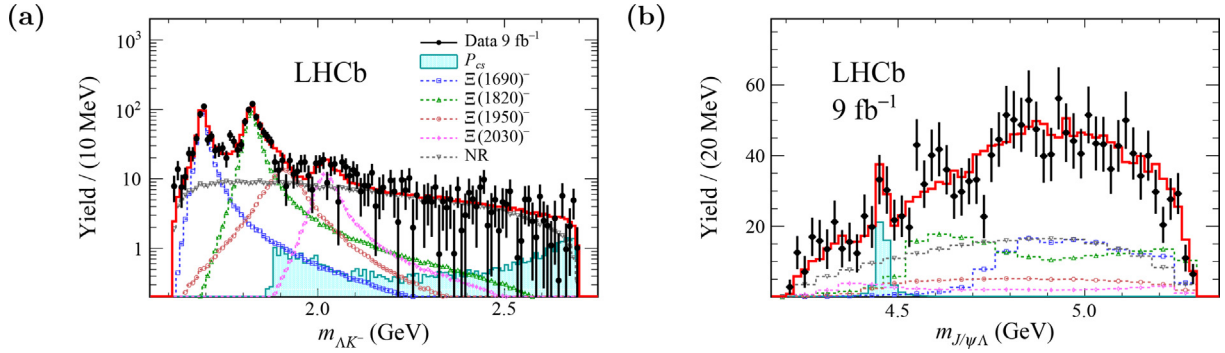 (a)
Yield / (10 MeV)
10³
10²
10
1
LHCb
Data 9 fb⁻¹
P_cs
Ξ(1690)⁻
Ξ(1820)⁻
Ξ(1950)⁻
Ξ(2030)⁻
NR
2.0 2.5
m_ΛK⁻ (GeV)
(b)
Yield / (20 MeV)
60
40
20
0
LHCb
9 fb⁻¹
4.5 5.0
m_J/ψΛ (GeV)